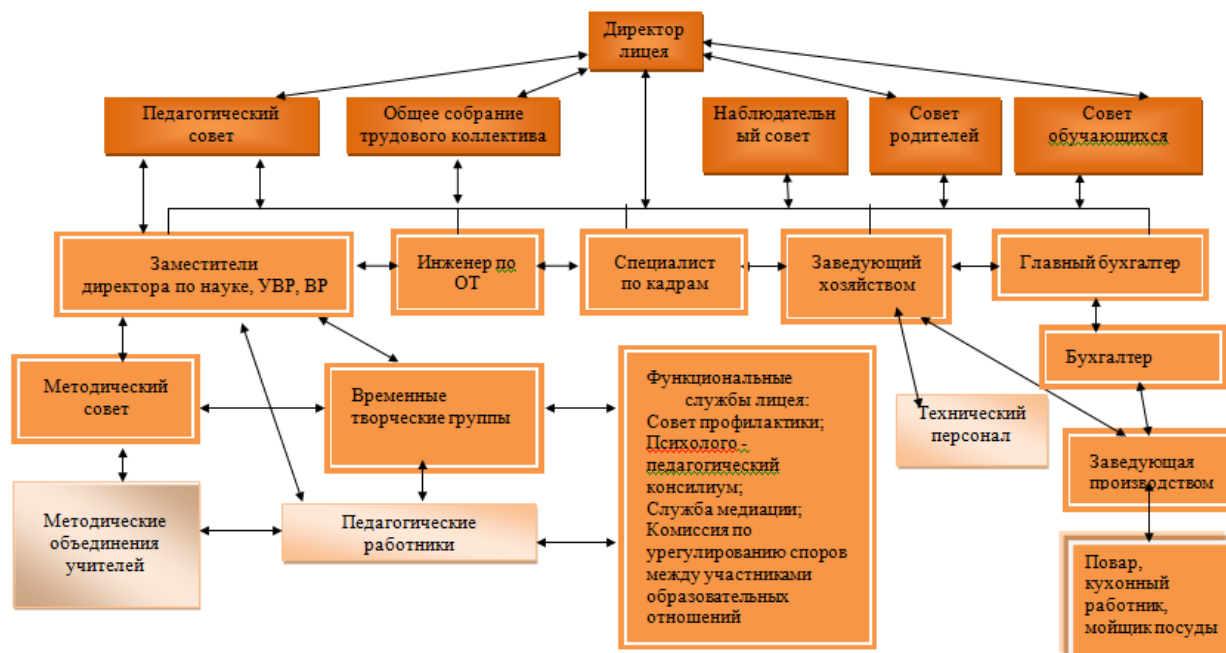 Директор
лицея
Педагогический
совет
Общее собрание
трудового коллектива
Наблюдательн
ый совет
Совет
родителей
Совет
обучающихся
Заместители
директора по науке, УВР, ВР
Инженер по
ОТ
Специалист
по кадрам
Заведующий
хозяйством
Главный бухгалтер
Бухгалтер
Методический
совет
Временные
творческие группы
Функциональные
службы лицея:
Совет профилактики;
Психолого -
педагогический
консилиум;
Служба медиации;
Комиссия по
урегулированию споров
между участниками
образовательных
отношений
Технический
персонал
Заведующая
производством
Методические
объединения
учителей
Педагогические
работники
Повар,
кухонный
работник,
мойщик посуды